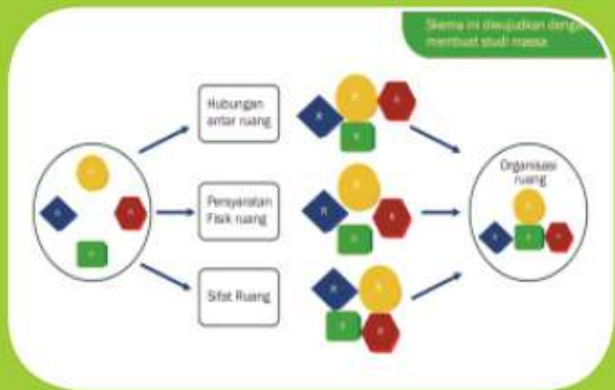 Skema ini diwujudkan dengan
membuat studi massa
Hubungan
antar ruang
Persyaratan
Fisik ruang
Sifat Ruang
Organisasi
ruang